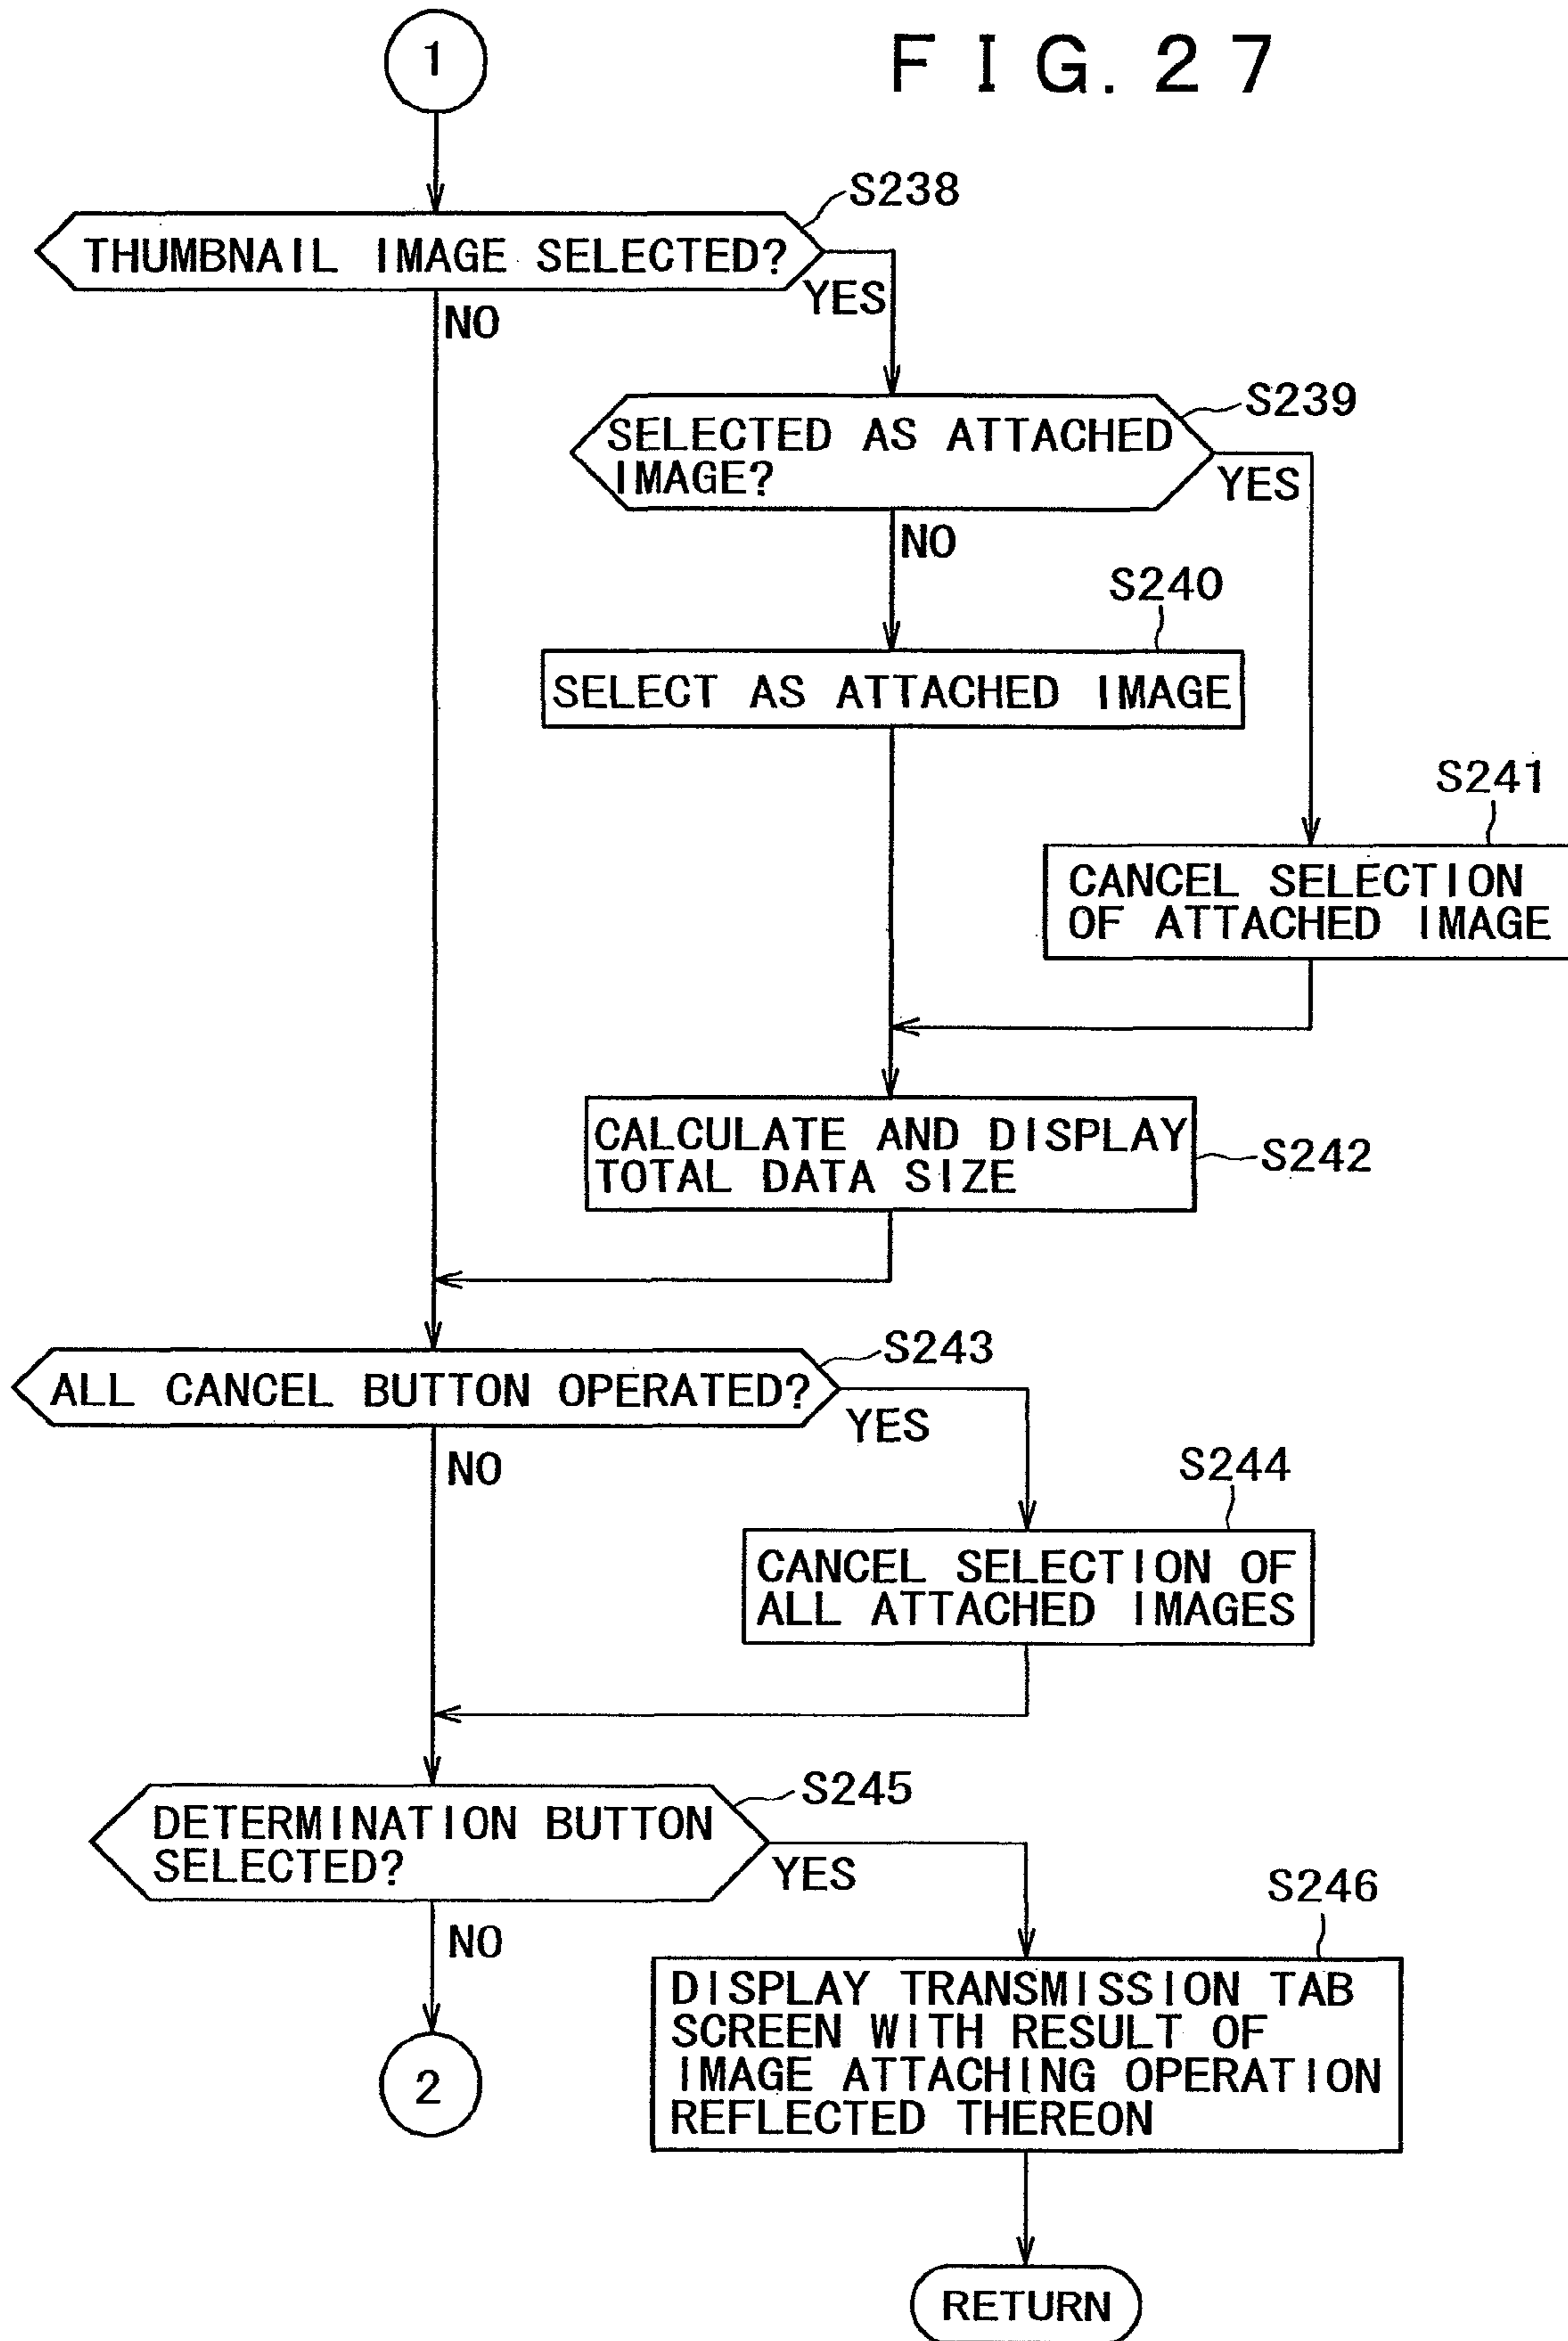 1
F I G. 2 7
S238
THUMBNAIL IMAGE SELECTED?
YES
NO
S239
SELECTED AS ATTACHED
IMAGE?
YES
NO
S240
SELECT AS ATTACHED IMAGE
S241
CANCEL SELECTION
OF ATTACHED IMAGE
CALCULATE AND DISPLAY
TOTAL DATA SIZE
S242
S243
ALL CANCEL BUTTON OPERATED?
YES
NO
S244
CANCEL SELECTION OF
ALL ATTACHED IMAGES
S245
DETERMINATION BUTTON
SELECTED?
YES
NO
S246
DISPLAY TRANSMISSION TAB
SCREEN WITH RESULT OF
IMAGE ATTACHING OPERATION
REFLECTED THEREON
2
RETURN